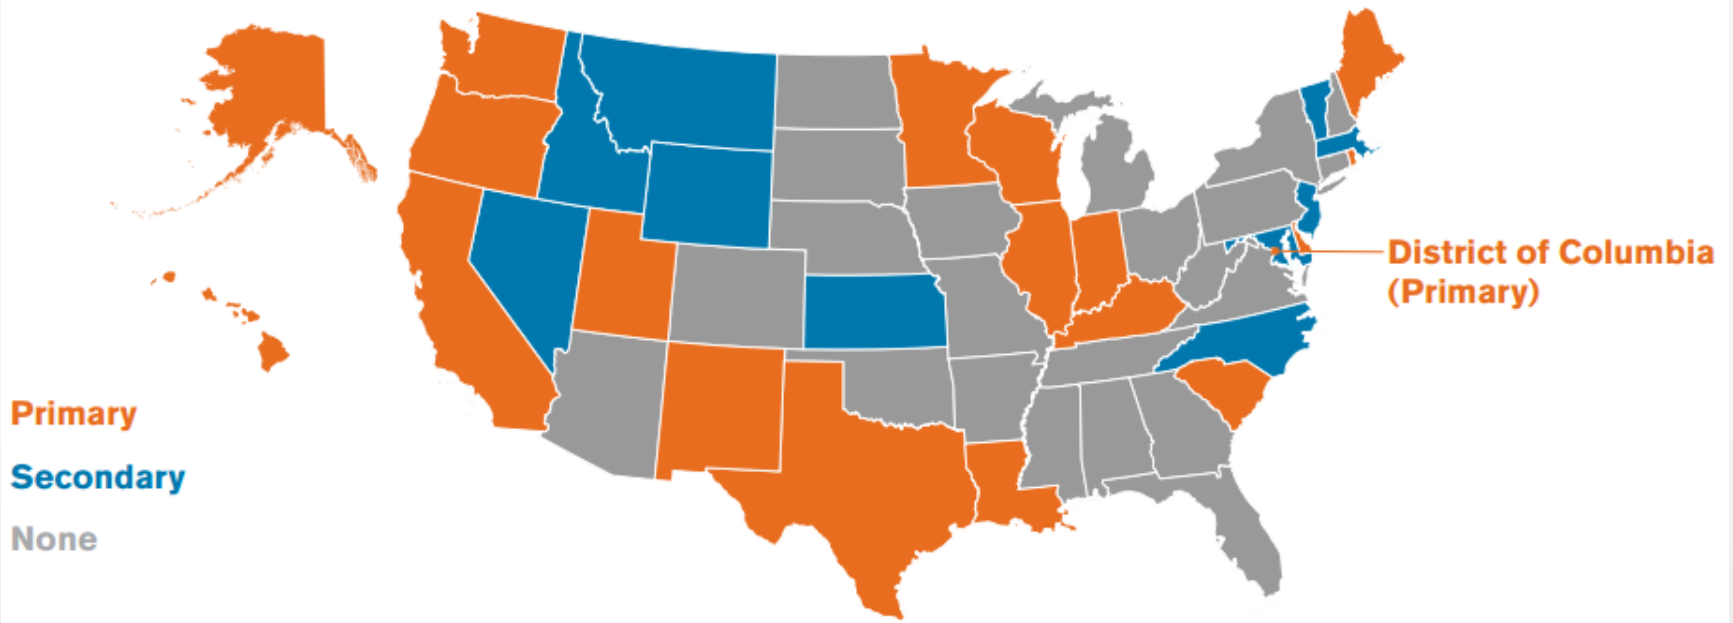 Primary
Secondary
None
District of Columbia
(Primary)